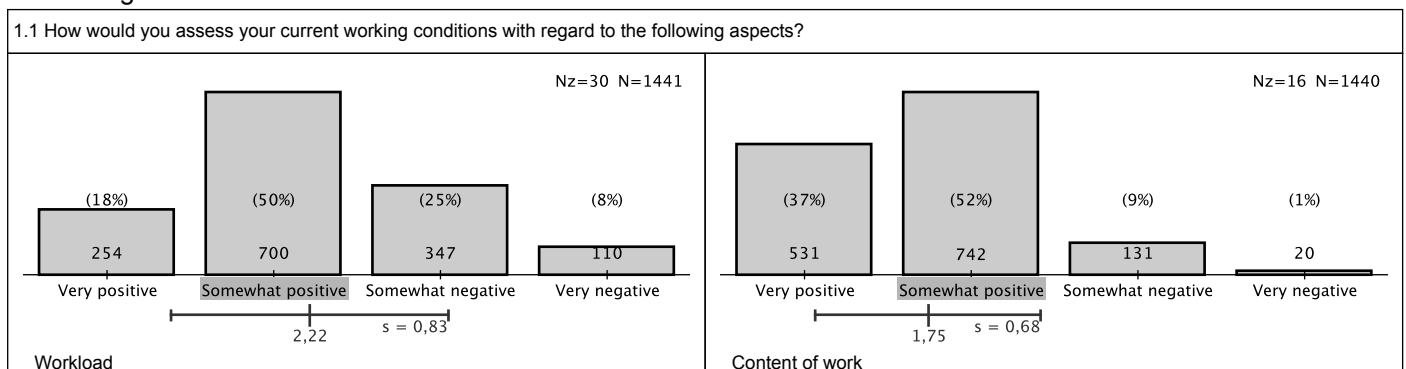 1.1 How would you assess your current working conditions with regard to the following aspects?
Nz=30 N=1441
(18%) (50%) (25%) (8%)
254 700 347 110
Very positive Somewhat positive Somewhat negative Very negative
2,22 s = 0,83
Workload
Nz=16 N=1440
(37%) (52%) (9%) (1%)
531 742 131 20
Very positive Somewhat positive Somewhat negative Very negative
1,75 s = 0,68
Content of work